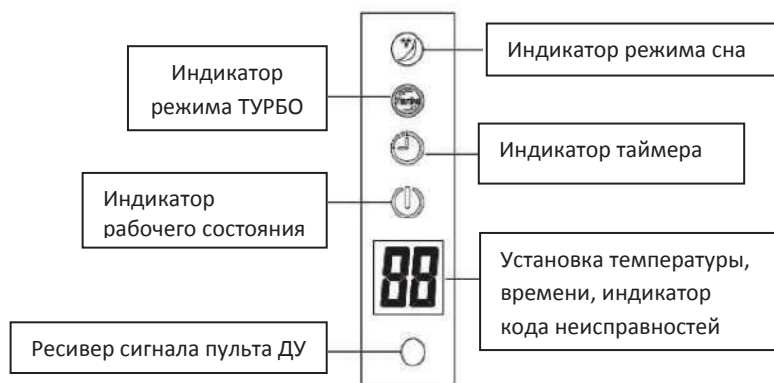 Индикатор режима сна
Индикатор
режима ТУРБО
Индикатор таймера
Индикатор
рабочего состояния
88
Установка температуры,
времени, индикатор
кода неисправностей
Ресивер сигнала пульта ДУ